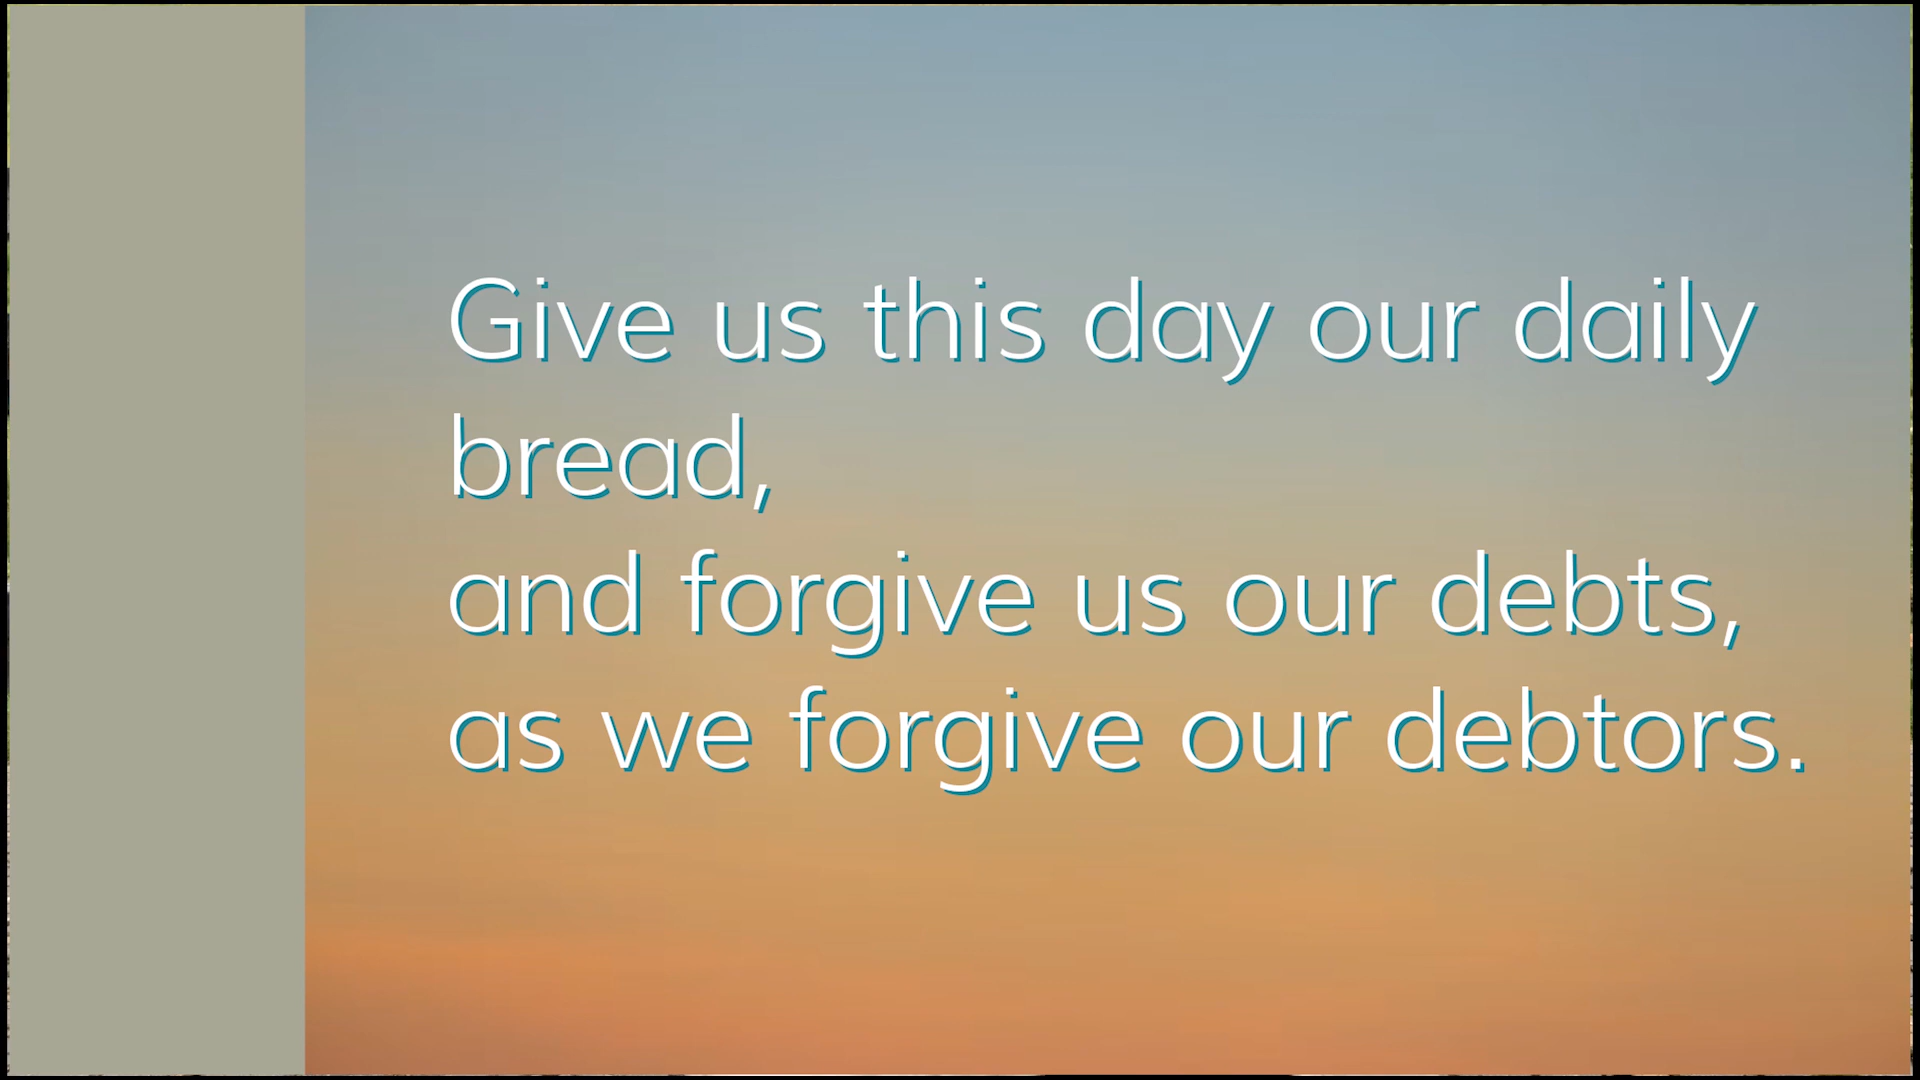 Give us this day our daily
bread,
and forgive us our debts,
as we forgive our debtors.